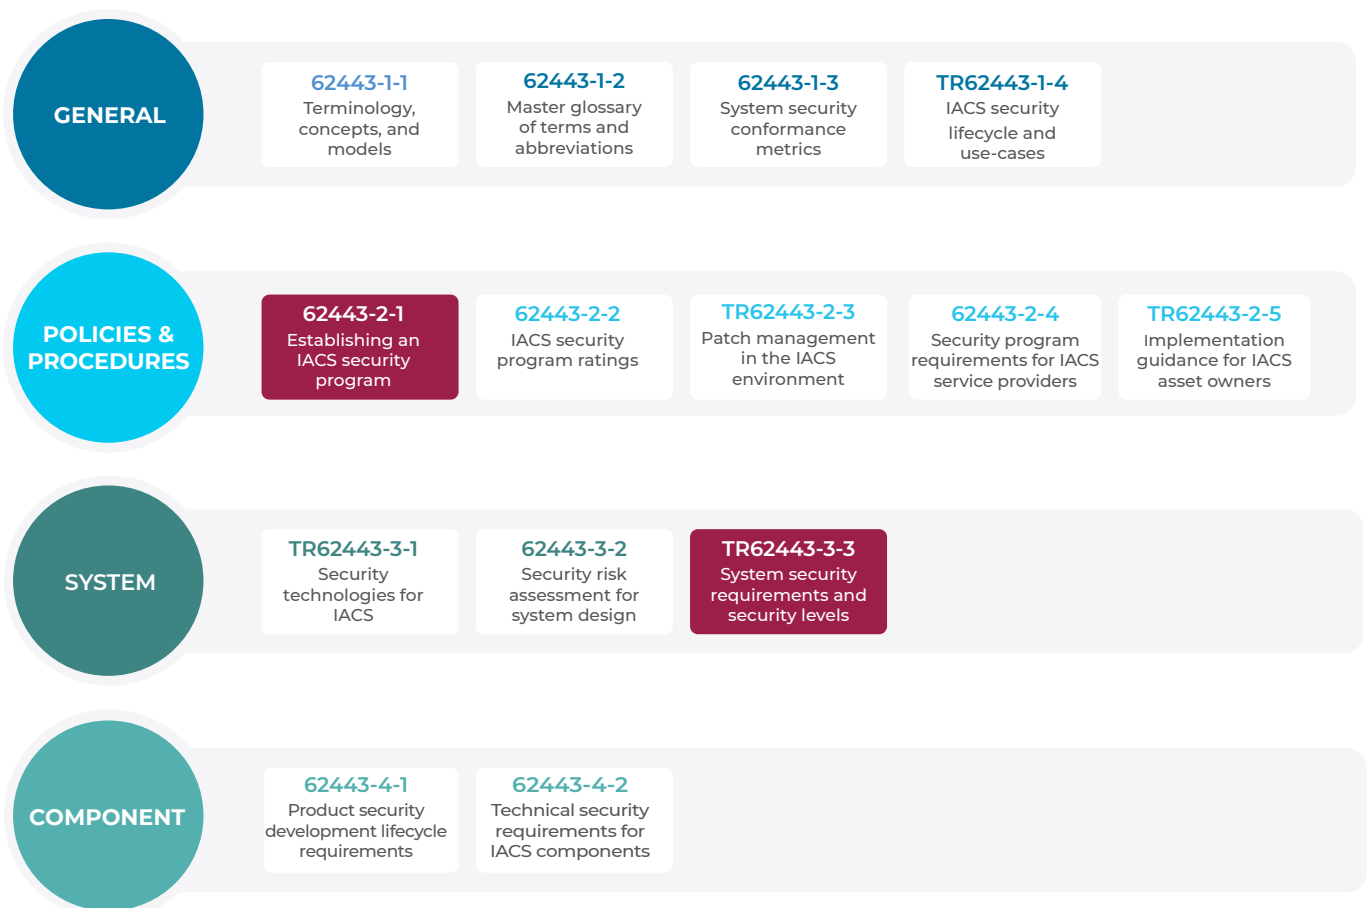 GENERAL
62443-1-1
Terminology,
concepts, and
models
62443-1-2
Master glossary
of terms and
abbreviations
62443-1-3
System security
conformance
metrics
TR62443-1-4
IACS security
lifecycle and
use-cases
POLICIES &
PROCEDURES
62443-2-1
Establishing an
IACS security
program
62443-2-2
IACS security
program ratings
TR62443-2-3
Patch management
in the IACS
environment
62443-2-4
Security program
requirements for IACS
service providers
TR62443-2-5
Implementation
guidance for IACS
asset owners
SYSTEM
TR62443-3-1
Security
technologies for
IACS
62443-3-2
Security risk
assessment for
system design
TR62443-3-3
System security
requirements and
security levels
COMPONENT
62443-4-1
Product security
development lifecycle
requirements
62443-4-2
Technical security
requirements for
IACS components